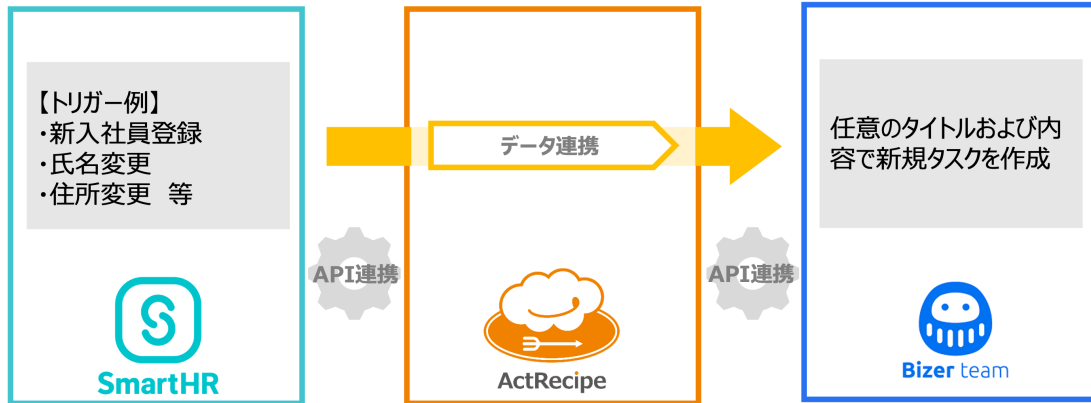 【トリガー例】
・新入社員登録
・氏名変更
・住所変更　等
API連携
SmartHR
データ連携
ActRecipe
API連携
任意のタイトルおよび内
容で新規タスクを作成
Bizer team